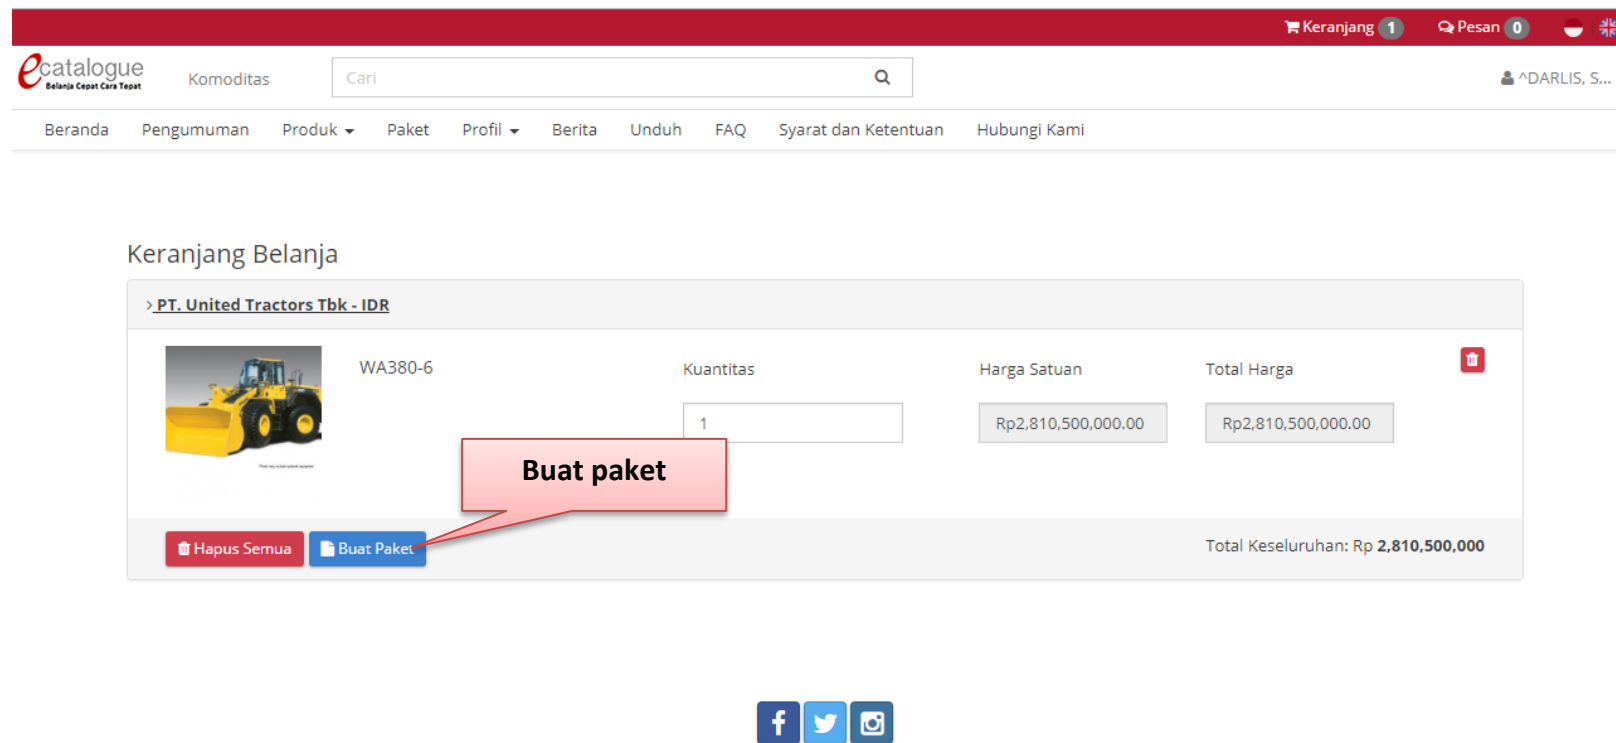 Keranjang 1 Pesan 0
ecatalogue
Belanja Cepat Cara Tepat
Komoditas Cari ^DARLIS, S...
Beranda Pengumuman Produk Paket Profil Berita Unduh FAQ Syarat dan Ketentuan Hubungi Kami
Keranjang Belanja
> PT. United Tractors Tbk - IDR
WA380-6 Kuantitas Harga Satuan Total Harga
1 Rp2,810,500,000.00 Rp2,810,500,000.00
Buat paket
Hapus Semua Buat Paket Total Keseluruhan: Rp 2,810,500,000